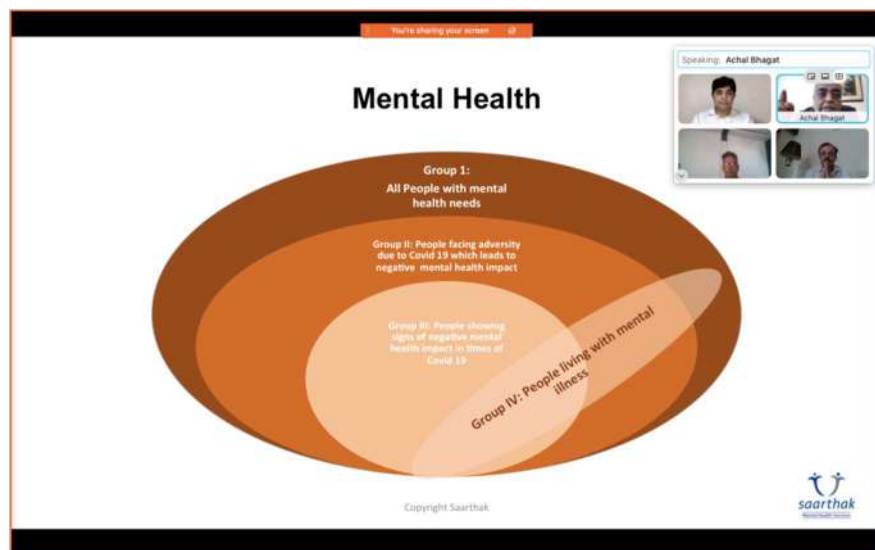 You're sharing your screen
Speaking: Achal Bhagat
Achal Bhagat
Mental Health
Group 1:
All People with mental
health needs
Group II: People facing adversity
due to Covid 19 which leads to
negative mental health impact
Group III: People showing
signs of negative mental
health impact in times of
Covid 19
Group IV: People living with mental
illness
Copyright Saarthak
saarthak
Mental Health Services